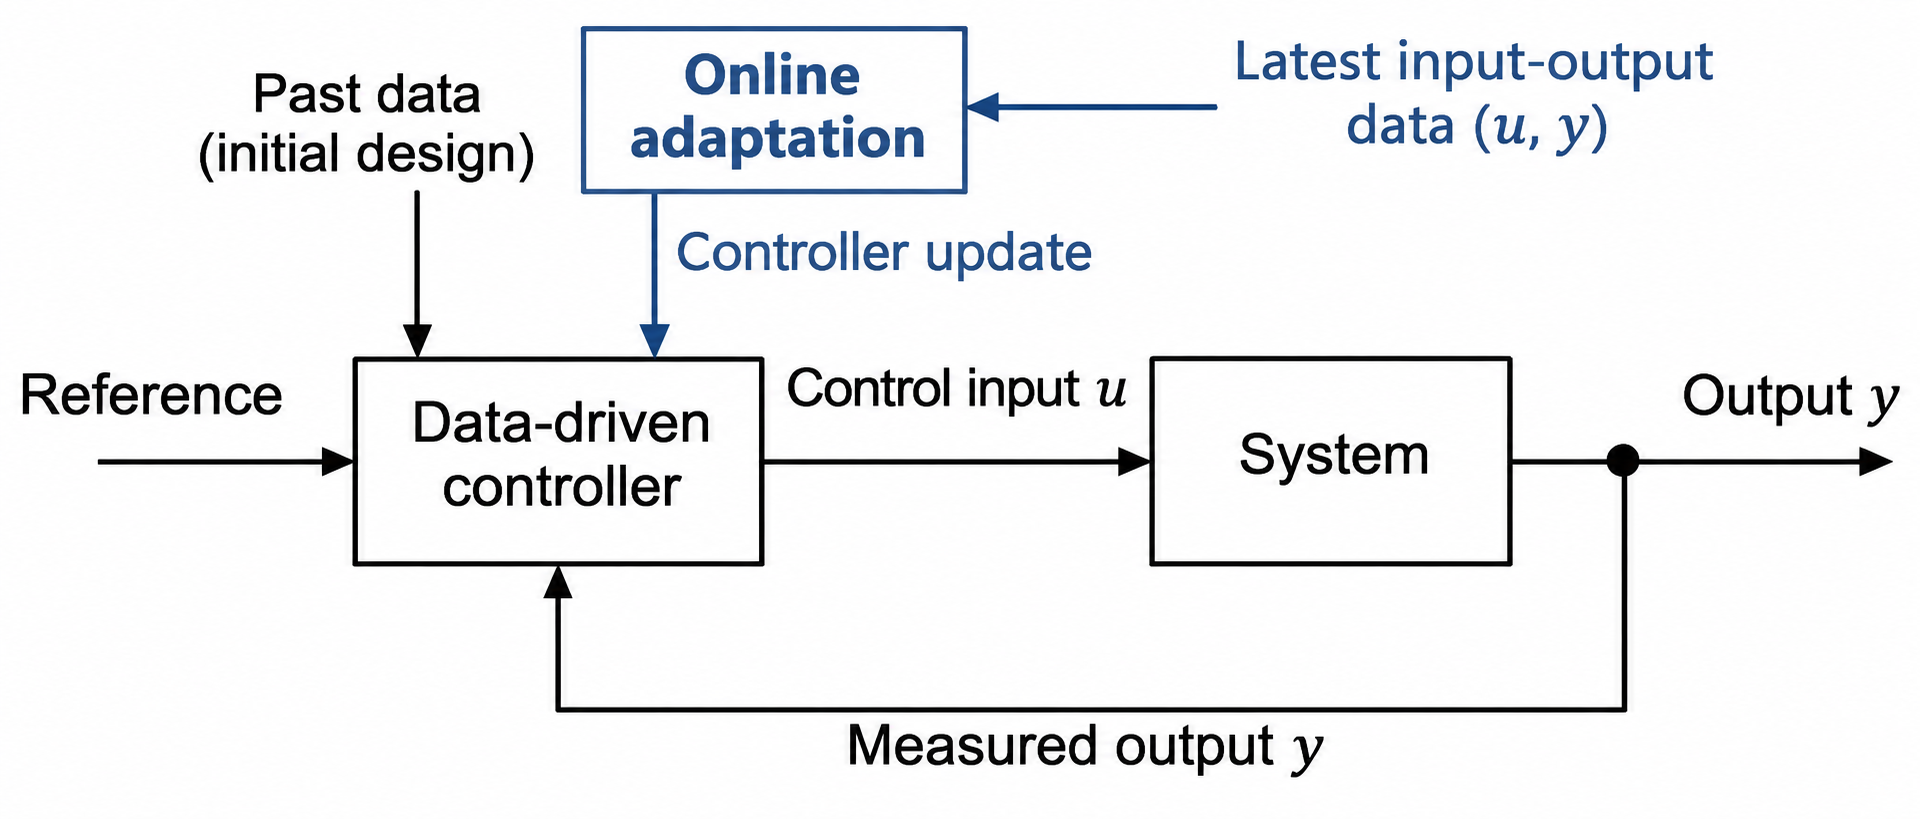 Past data
(initial design)
Online
adaptation
Latest input-output
data (u, y)
Controller update
Reference
Data-driven
controller
Control input u
System
Output y
Measured output y